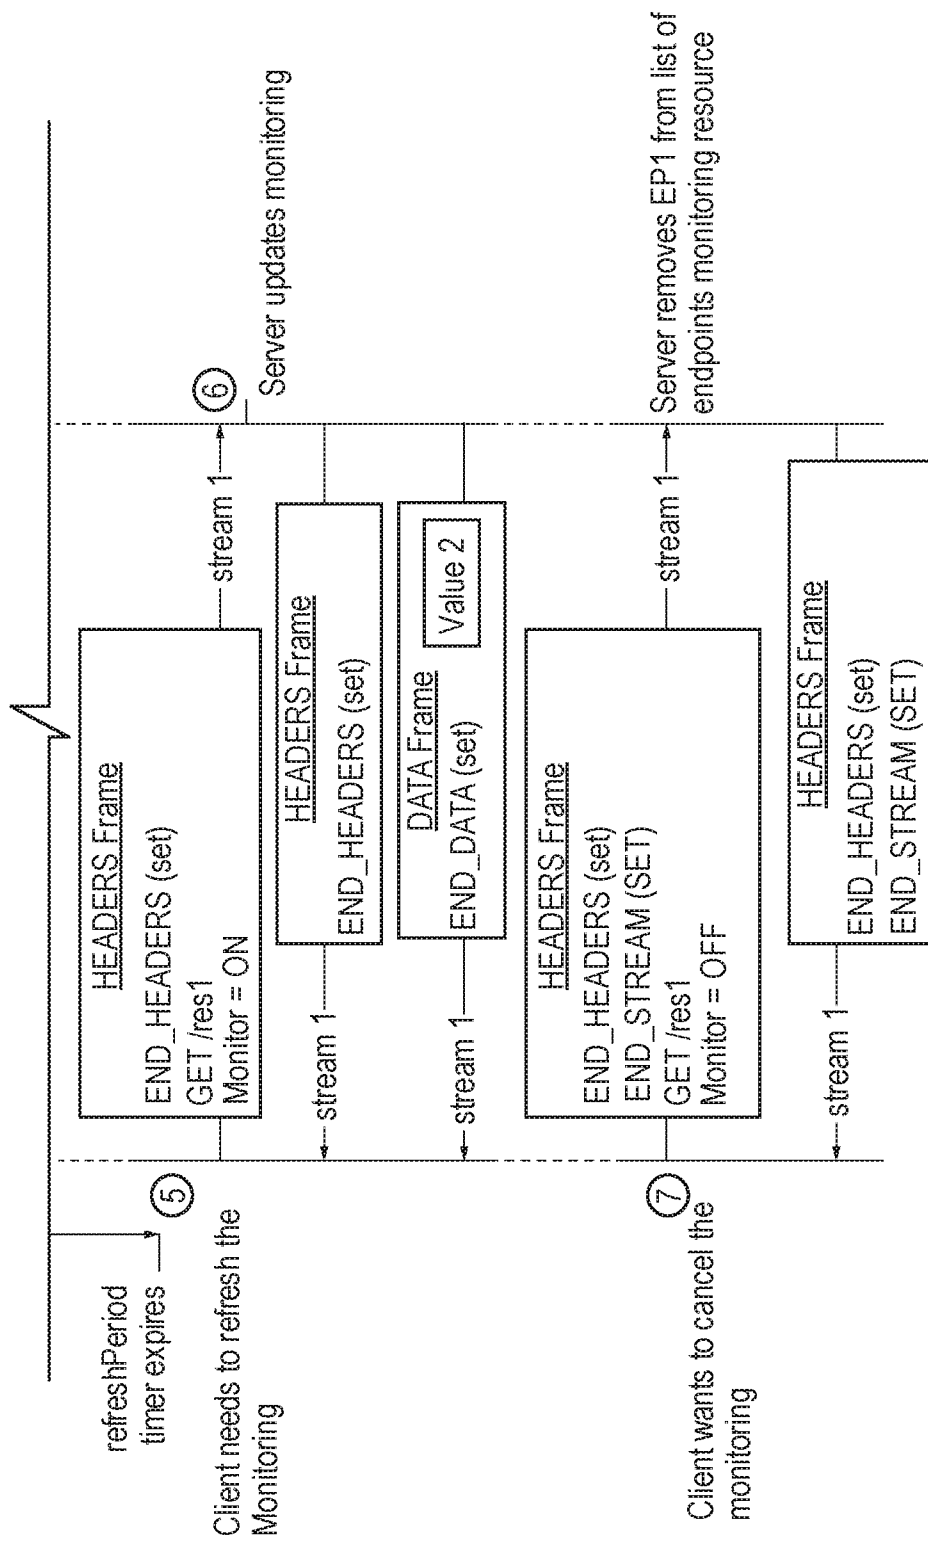 refreshPeriod
timer expires
5
Client needs to refresh the
Monitoring
HEADERS Frame
END_HEADERS (set)
GET /res1
Monitor = ON
stream 1
6
Server updates monitoring
HEADERS Frame
END_HEADERS (set)
stream 1
DATA Frame
END_DATA (set)
Value 2
stream 1
7
Client wants to cancel the
monitoring
HEADERS Frame
END_HEADERS (set)
END_STREAM (SET)
GET /res1
Monitor = OFF
stream 1
Server removes EP1 from list of
endpoints monitoring resource
HEADERS Frame
END_HEADERS (set)
END_STREAM (SET)
stream 1